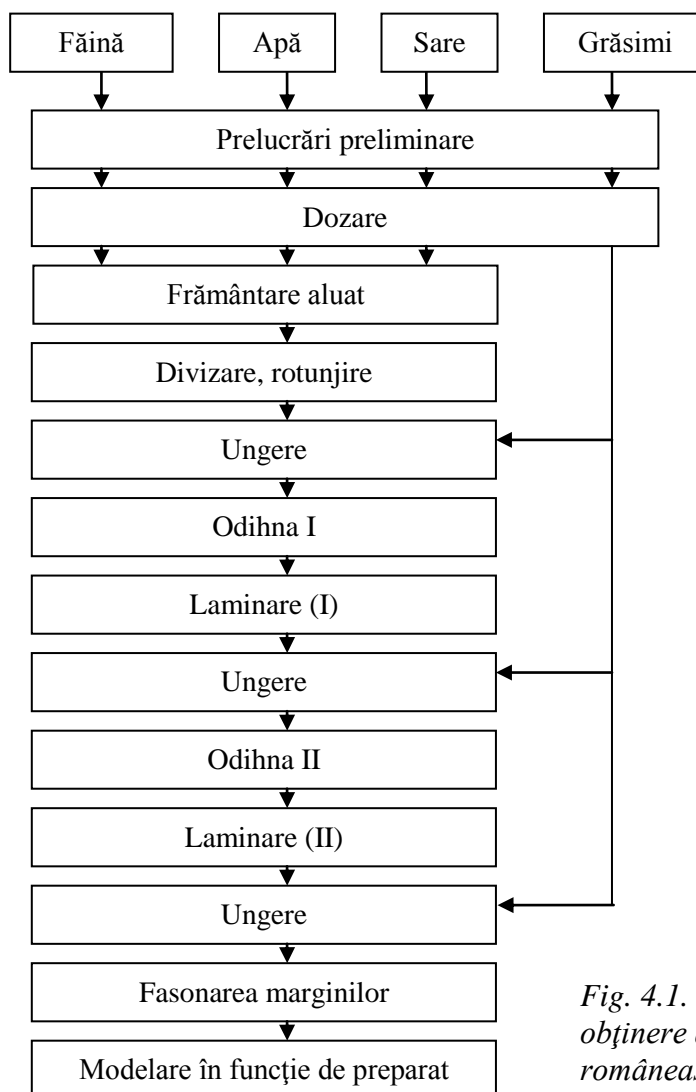 Făină Apă Sare Grăsimi
Prelucrări preliminare
Dozare
Frământare aluat
Divizare, rotunjire
Ungere
Odihna I
Laminare (I)
Ungere
Odihna II
Laminare (II)
Ungere
Fasonarea marginilor
Modelare în funcţie de preparat
Fig. 4.1.
obţinere